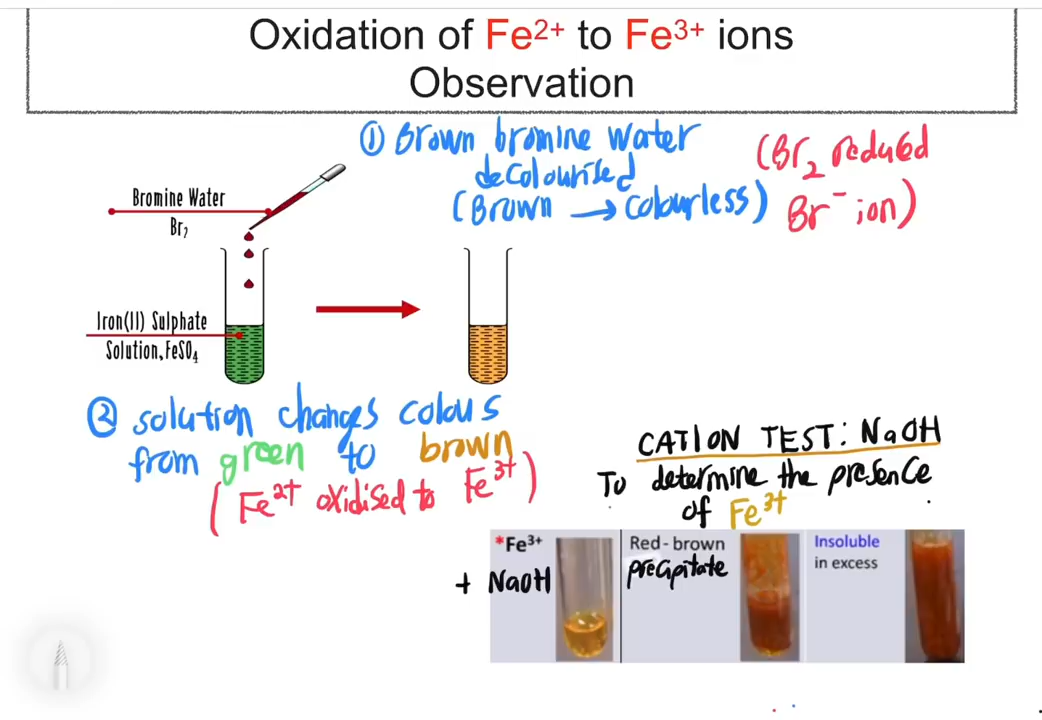 Oxidation of Fe2+ to Fe3+ ions
Observation
① Brown bromine water
decolourised
(Brown → colourless)
(Br2 reduced
Br⁻ ion)
Bromine Water
Br2
Iron(II) Sulphate
Solution, FeSO4
② solution changes colous
from green to brown
(Fe2+ oxidised to Fe3+)
CATION TEST: NaOH
To determine the presence
of Fe3+
*Fe3+
+ NaOH
Red-brown
precipitate
Insoluble
in excess